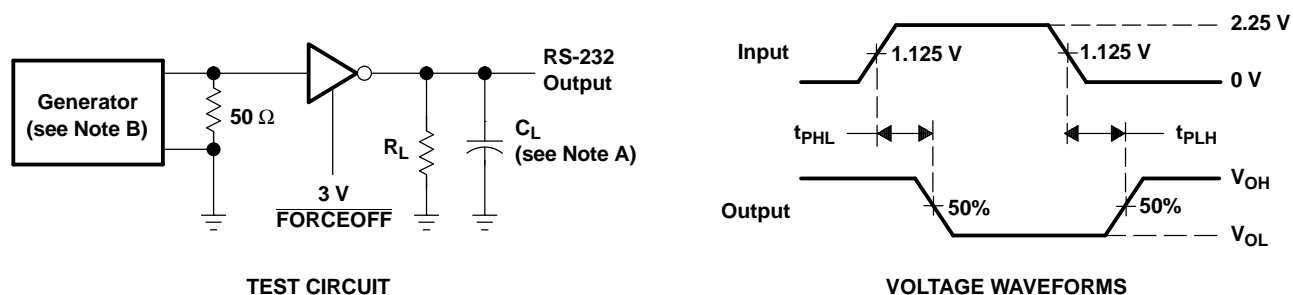 Generator
(see Note B)
50 Ω
3 V
FORCEOFF
R_L
C_L
(see Note A)
RS-232
Output
TEST CIRCUIT
Input
1.125 V
1.125 V
2.25 V
0 V
t_PHL
t_PLH
Output
50%
50%
V_OH
V_OL
VOLTAGE WAVEFORMS